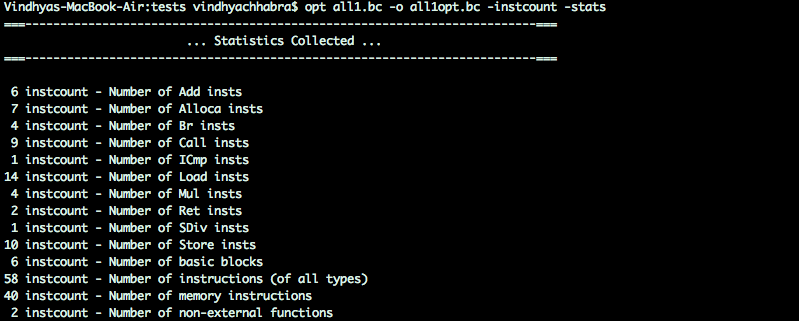 Vindhyas-MacBook-Air:tests vindhyachhabra$ opt all1.bc -o all1opt.bc -instcount -stats
===-------------------------------------------------------------------------===
                          ... Statistics Collected ...
===-------------------------------------------------------------------------===
 6 instcount - Number of Add insts
 7 instcount - Number of Alloca insts
 4 instcount - Number of Br insts
 9 instcount - Number of Call insts
 1 instcount - Number of ICmp insts
14 instcount - Number of Load insts
 4 instcount - Number of Mul insts
 2 instcount - Number of Ret insts
 1 instcount - Number of SDiv insts
10 instcount - Number of Store insts
 6 instcount - Number of basic blocks
58 instcount - Number of instructions (of all types)
40 instcount - Number of memory instructions
 2 instcount - Number of non-external functions